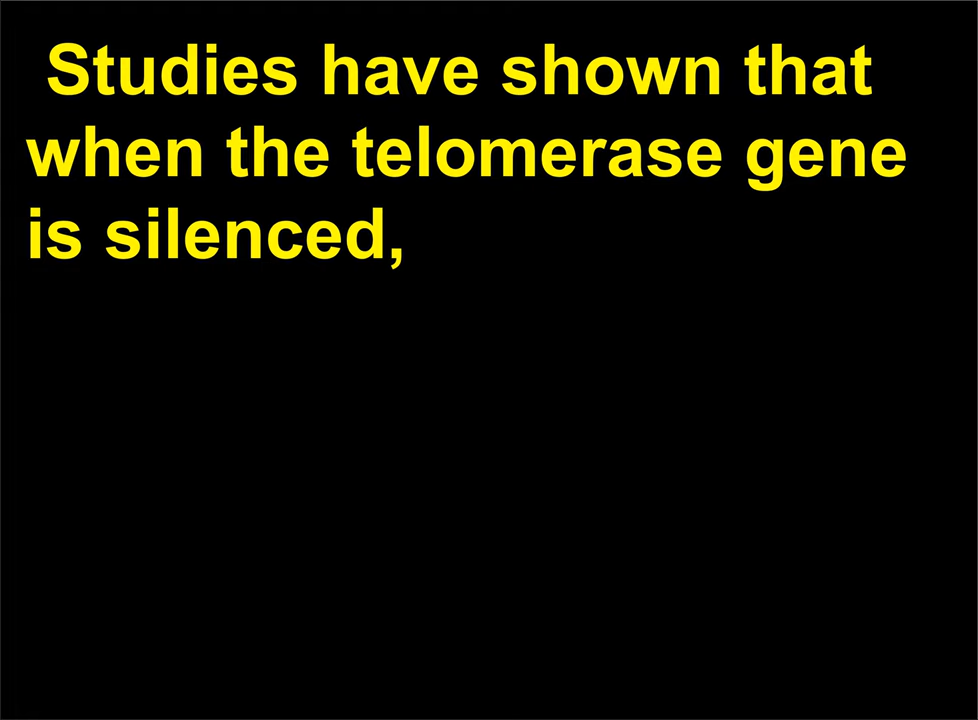 Studies have shown that
when the telomerase gene
is silenced,